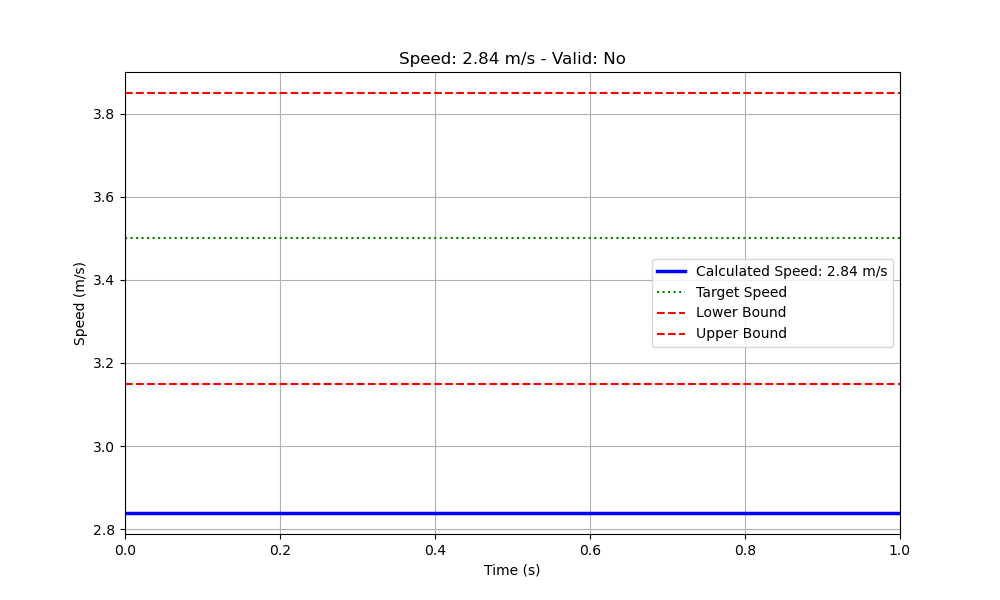 Speed: 2.84 m/s - Valid: No
Speed (m/s)
3.8
3.6
3.4
3.2
3.0
2.8
Calculated Speed: 2.84 m/s
Target Speed
Lower Bound
Upper Bound
0.0 0.2 0.4 0.6 0.8 1.0
Time (s)